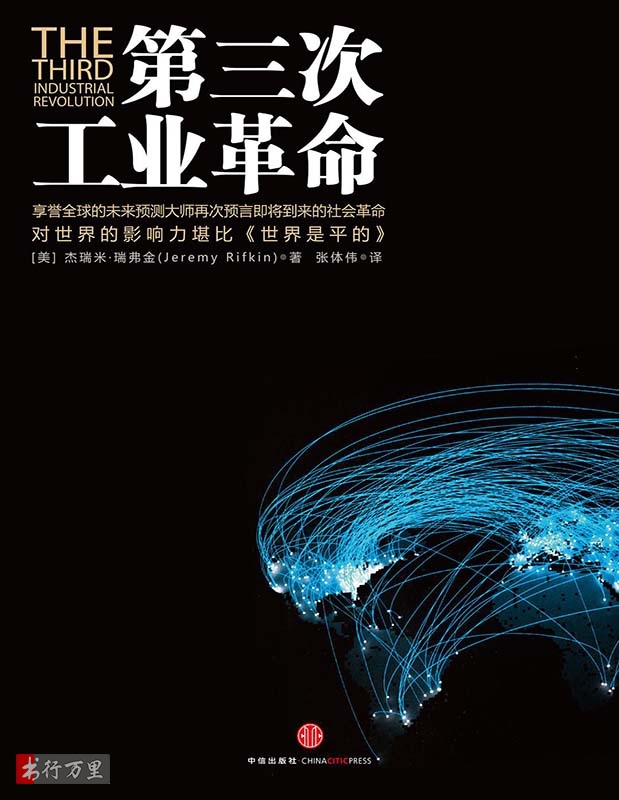 THE
THIRD
INDUSTRIAL
REVOLUTION
第三次
工业革命
享誉全球的未来预测大师再次预言即将到来的社会革命
对世界的影响力堪比《世界是平的》
[美] 杰瑞米·瑞弗金(Jeremy Rifkin)◎著 张体伟◎译
中信出版社·CHINACITICPRESS
书行万里